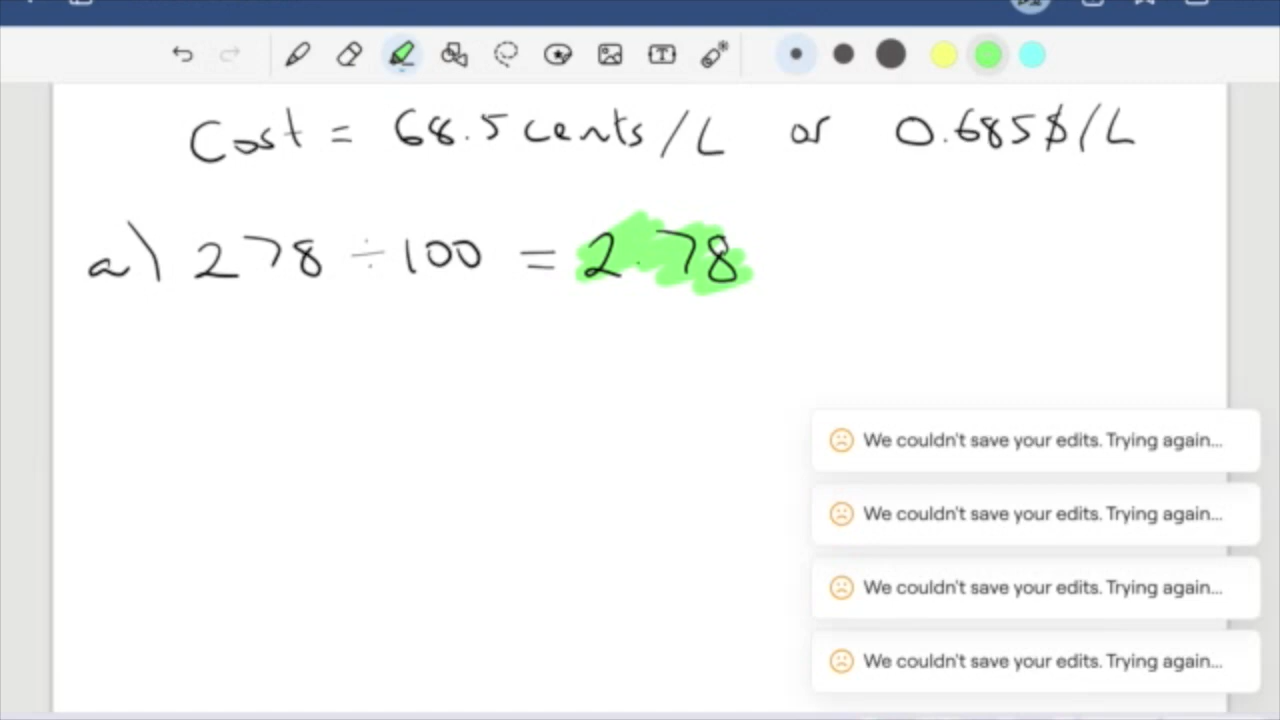 Cost = 68.5 cents/L or 0.685$/L
a) 278 ÷ 100 = 2.78
We couldn't save your edits. Trying again...
We couldn't save your edits. Trying again...
We couldn't save your edits. Trying again...
We couldn't save your edits. Trying again...